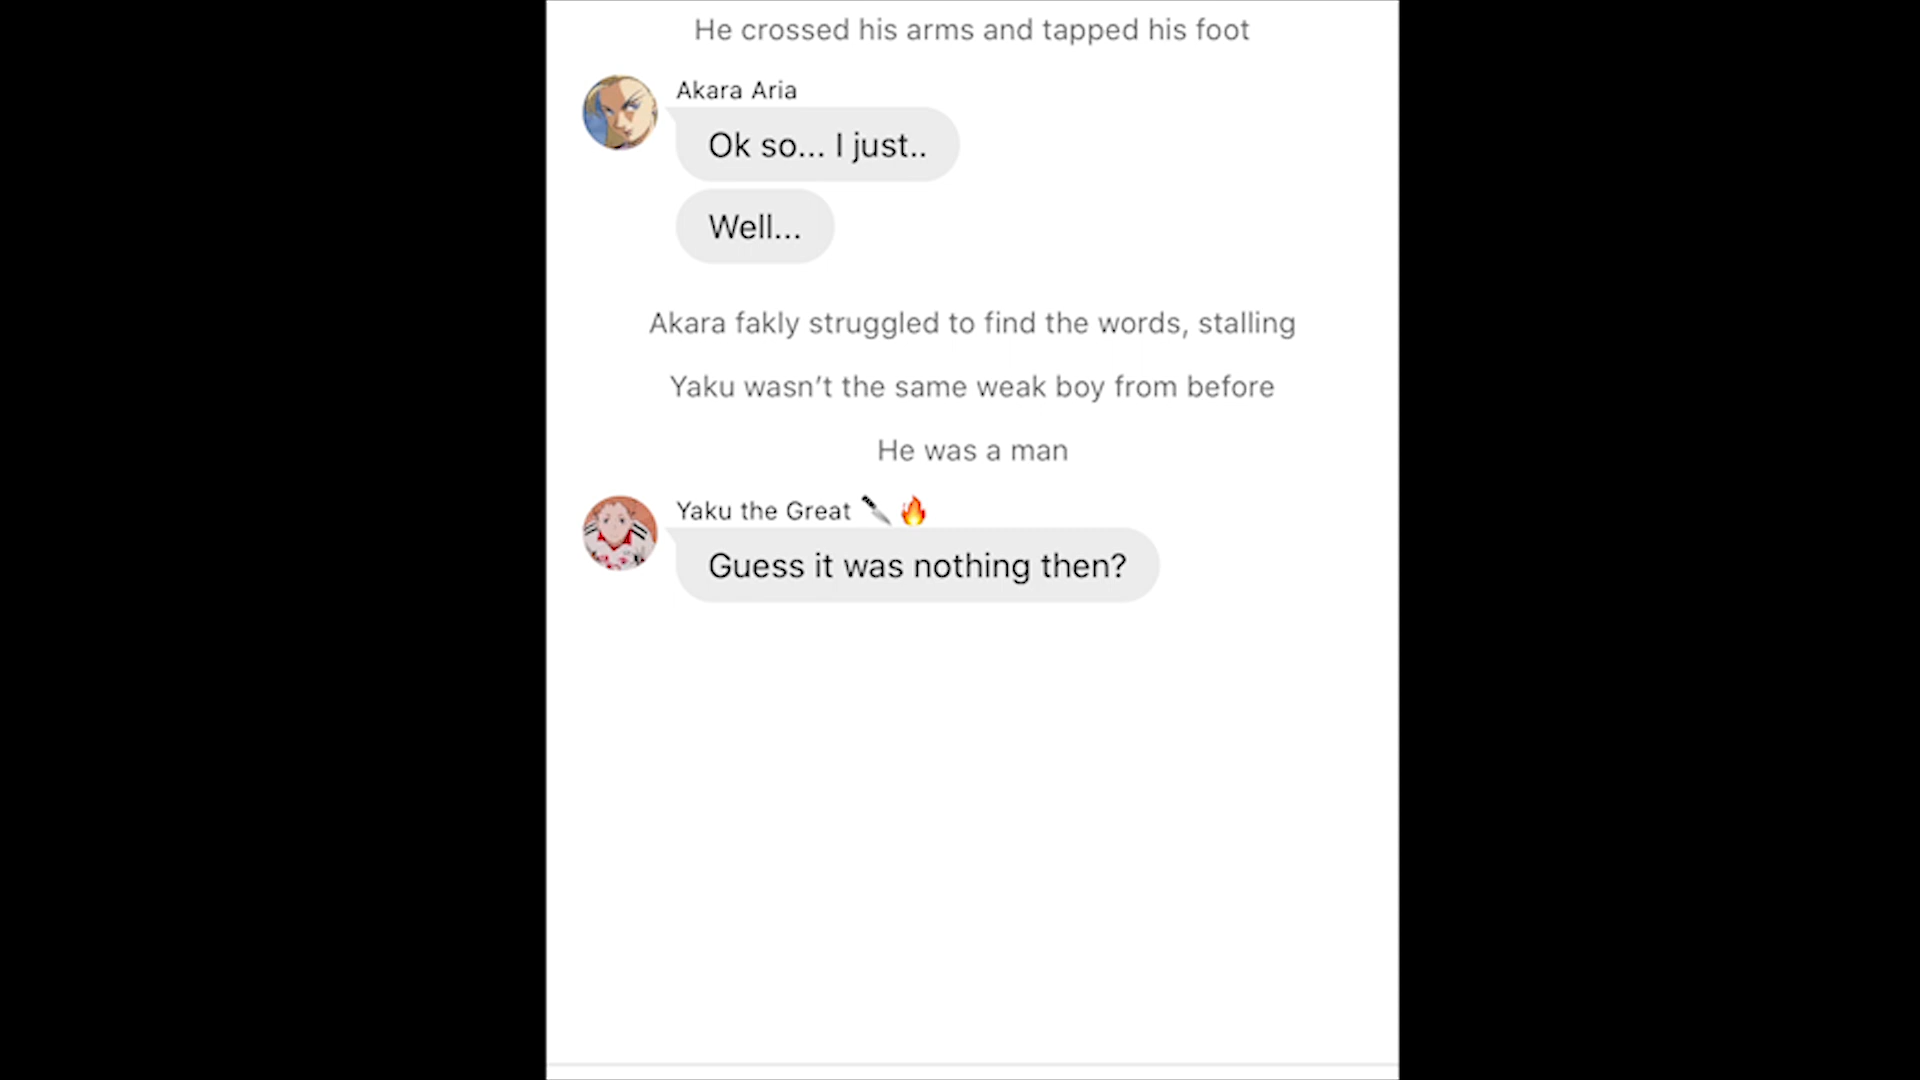 He crossed his arms and tapped his foot
Akara Aria
Ok so... I just..
Well...
Akara fakly struggled to find the words, stalling
Yaku wasn’t the same weak boy from before
He was a man
Yaku the Great 🔪🔥
Guess it was nothing then?